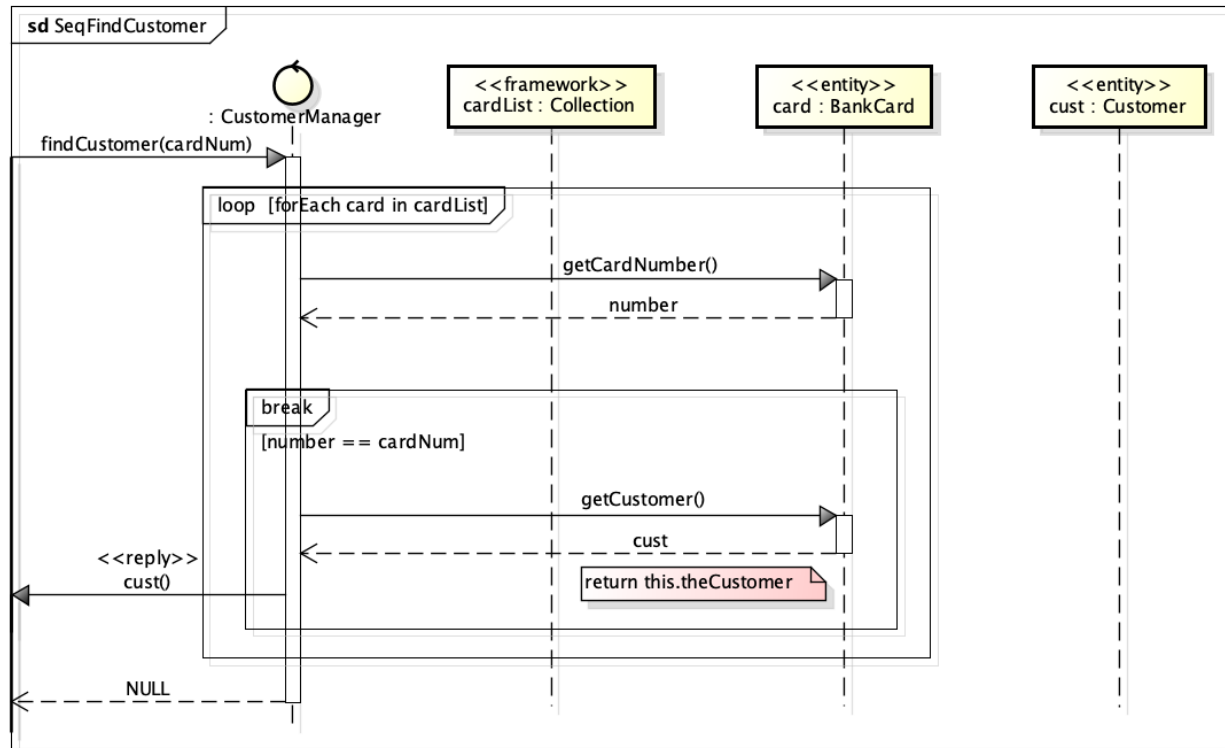 sd SeqFindCustomer
: CustomerManager
<<framework>>
cardList : Collection
<<entity>>
card : BankCard
<<entity>>
cust : Customer
findCustomer(cardNum)
loop [forEach card in cardList]
getCardNumber()
number
break
[number == cardNum]
getCustomer()
cust
<<reply>>
cust()
return this.theCustomer
NULL